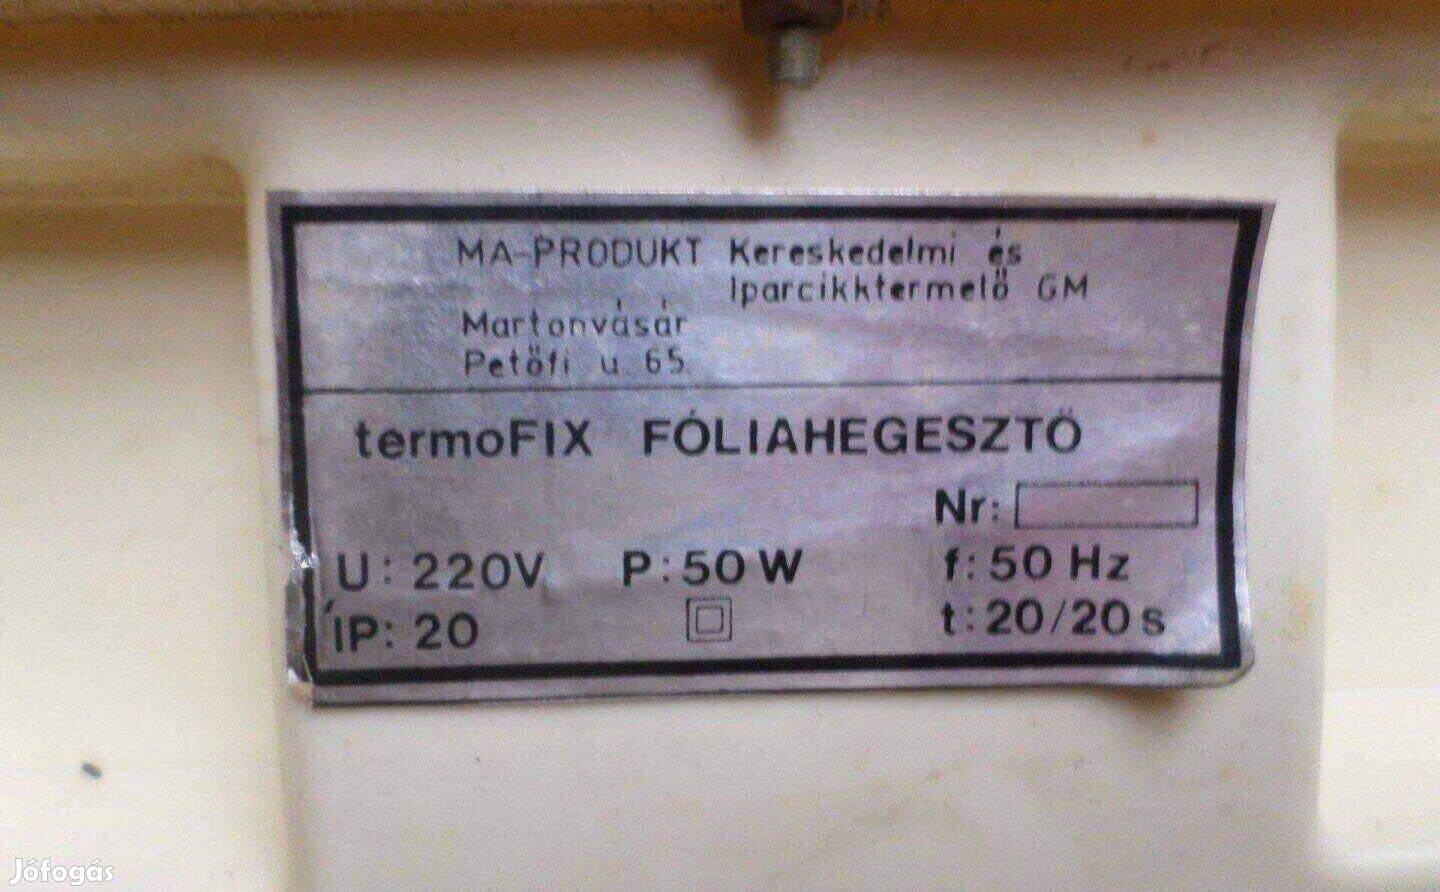 MA-PRODUKT Kereskedelmi és
Iparcikktermelő GM
Martonvásár
Petőfi u 65.
termoFIX FÓLIAHEGESZTŐ
Nr:
U: 220V P: 50 W f: 50 Hz
IP: 20 t: 20/20 s
Jófogás